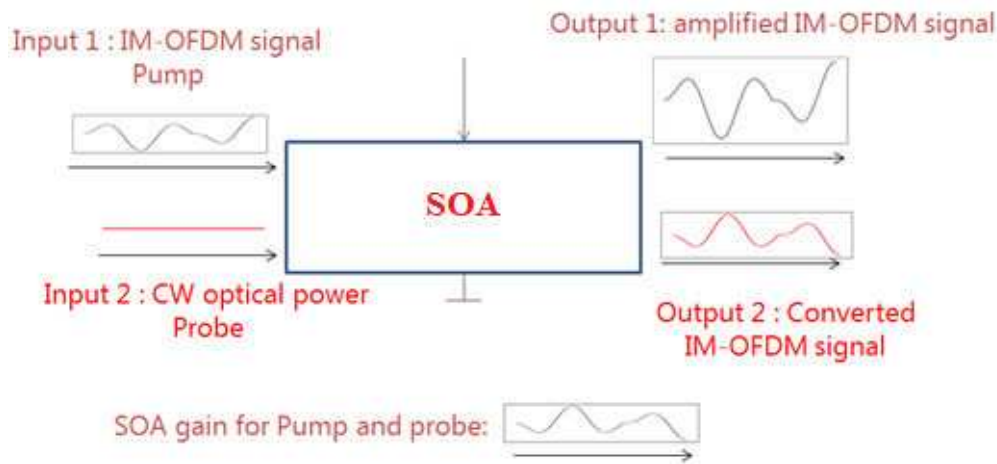 Input 1 : IM-OFDM signal
Pump
Output 1: amplified IM-OFDM signal
SOA
Input 2 : CW optical power
Probe
Output 2 : Converted
IM-OFDM signal
SOA gain for Pump and probe: